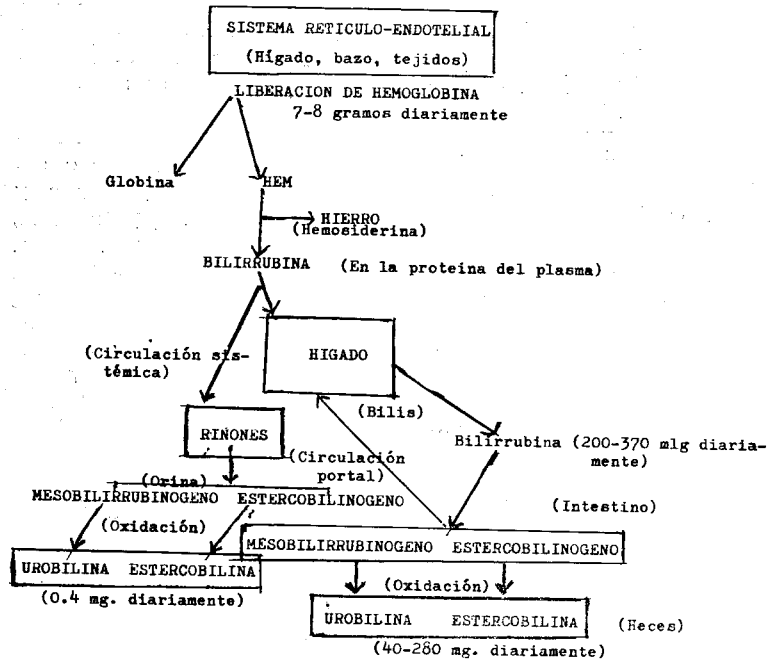 SISTEMA RETICULO-ENDOTELIAL
(Hígado, bazo, tejidos)
LIBERACION DE HEMOGLOBINA
7-8 gramos diariamente
Globina
HEM
HIERRO
(Hemosiderina)
BILIRRUBINA (En la proteina del plasma)
HIGADO
(Circulación sis-
témica)
(Bilis)
RIÑONES
Bilirrubina (200-370 mlg diaria-
mente)
(Circulación
portal)
(Orina)
MESOBILIRRUBINOGENO ESTERCOBILINOGENO
(Intestino)
(Oxidación)
MESOBILIRRUBINOGENO ESTERCOBILINOGENO
UROBILINA ESTERCOBILINA
(0.4 mg. diariamente)
(Oxidación)
UROBILINA ESTERCOBILINA
(Heces)
(40-280 mg. diariamente)